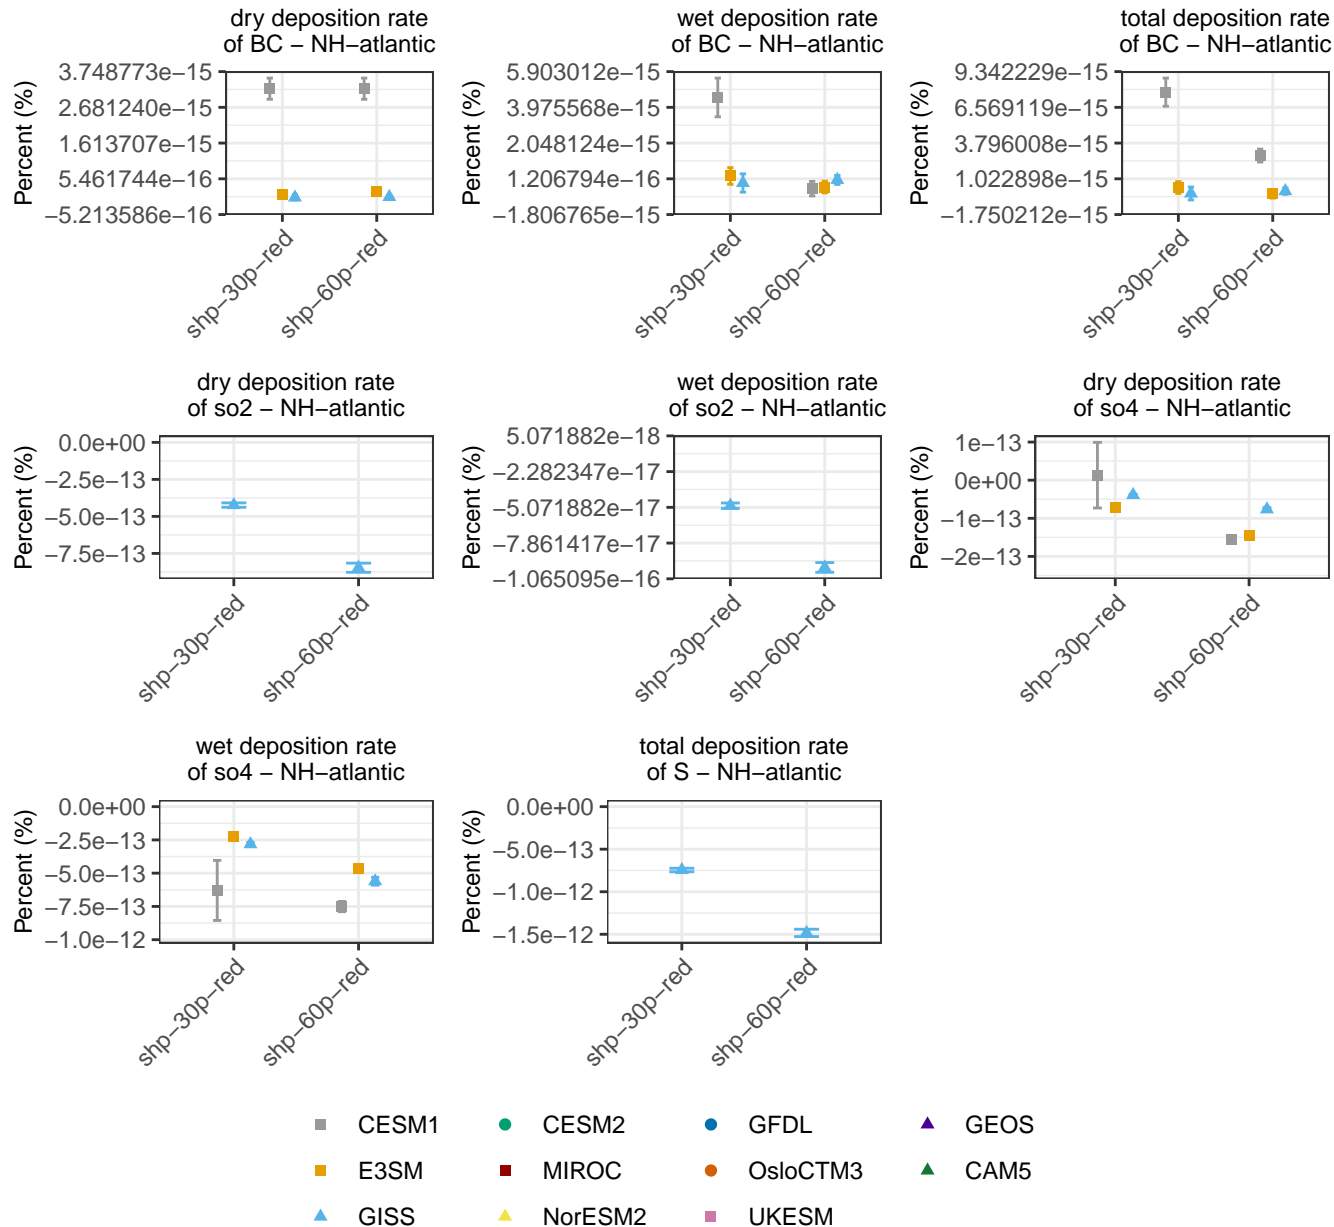 dry deposition rate
of BC − NH−atlantic
Percent (%)
3.748773e−15
2.681240e−15
1.613707e−15
5.461744e−16
−5.213586e−16
shp−30p−red
shp−60p−red
wet deposition rate
of BC − NH−atlantic
Percent (%)
5.903012e−15
3.975568e−15
2.048124e−15
1.206794e−16
−1.806765e−15
shp−30p−red
shp−60p−red
total deposition rate
of BC − NH−atlantic
Percent (%)
9.342229e−15
6.569119e−15
3.796008e−15
1.022898e−15
−1.750212e−15
shp−30p−red
shp−60p−red
dry deposition rate
of so2 − NH−atlantic
Percent (%)
0.0e+00
−2.5e−13
−5.0e−13
−7.5e−13
shp−30p−red
shp−60p−red
wet deposition rate
of so2 − NH−atlantic
Percent (%)
5.071882e−18
−2.282347e−17
−5.071882e−17
−7.861417e−17
−1.065095e−16
shp−30p−red
shp−60p−red
dry deposition rate
of so4 − NH−atlantic
Percent (%)
1e−13
0e+00
−1e−13
−2e−13
shp−30p−red
shp−60p−red
wet deposition rate
of so4 − NH−atlantic
Percent (%)
0.0e+00
−2.5e−13
−5.0e−13
−7.5e−13
−1.0e−12
shp−30p−red
shp−60p−red
total deposition rate
of S − NH−atlantic
Percent (%)
0.0e+00
−5.0e−13
−1.0e−12
−1.5e−12
shp−30p−red
shp−60p−red
CESM1 CESM2 GFDL GEOS
E3SM MIROC OsloCTM3 CAM5
GISS NorESM2 UKESM